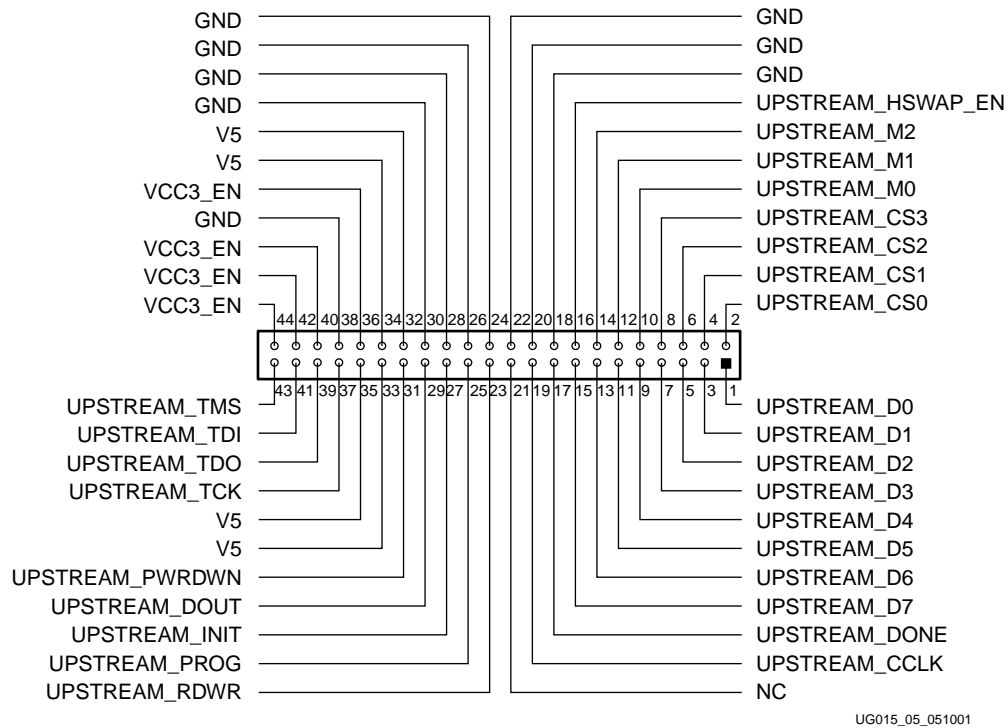 GND GND
GND GND
GND GND
GND UPSTREAM_HSWAP_EN
V5 UPSTREAM_M2
V5 UPSTREAM_M1
VCC3_EN UPSTREAM_M0
GND UPSTREAM_CS3
VCC3_EN UPSTREAM_CS2
VCC3_EN UPSTREAM_CS1
VCC3_EN UPSTREAM_CS0
44 42 40 38 36 34 32 30 28 26 24 22 20 18 16 14 12 10 8 6 4 2
43 41 39 37 35 33 31 29 27 25 23 21 19 17 15 13 11 9 7 5 3 1
UPSTREAM_TMS UPSTREAM_D0
UPSTREAM_TDI UPSTREAM_D1
UPSTREAM_TDO UPSTREAM_D2
UPSTREAM_TCK UPSTREAM_D3
V5 UPSTREAM_D4
V5 UPSTREAM_D5
UPSTREAM_PWRDWN UPSTREAM_D6
UPSTREAM_DOUT UPSTREAM_D7
UPSTREAM_INIT UPSTREAM_DONE
UPSTREAM_PROG UPSTREAM_CCLK
UPSTREAM_RDWR NC
UG015_05_051001